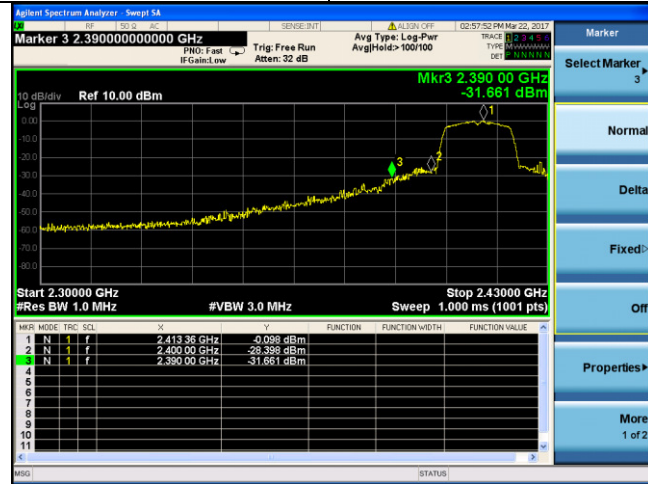 Agilent Spectrum Analyzer - Swept SA
RF 50 Ω AC SENSE:INT ALIGN OFF 02:57:52 PM Mar 22, 2017
Marker 3 2.390000000000 GHz
PNO: Fast
IFGain:Low
Trig: Free Run
Atten: 32 dB
Avg Type: Log-Pwr
Avg|Hold:>100/100
TRACE 1 2 3 4 5 6
TYPE MWWWWW
DET P NNNNN
Mkr3 2.390 00 GHz
-31.661 dBm
10 dB/div Ref 10.00 dBm
Log
0.00
-10.0
-20.0
-30.0
-40.0
-50.0
-60.0
-70.0
-80.0
1
2
3
Start 2.30000 GHz Stop 2.43000 GHz
#Res BW 1.0 MHz #VBW 3.0 MHz Sweep 1.000 ms (1001 pts)
MKR MODE TRC SCL X Y FUNCTION FUNCTION WIDTH FUNCTION VALUE
1 N 1 f 2.413 36 GHz -0.098 dBm
2 N 1 f 2.400 00 GHz -28.398 dBm
3 N 1 f 2.390 00 GHz -31.661 dBm
4
5
6
7
8
9
10
11
MSG STATUS
Marker
Select Marker
3
Normal
Delta
Fixed
Off
Properties
More
1 of 2